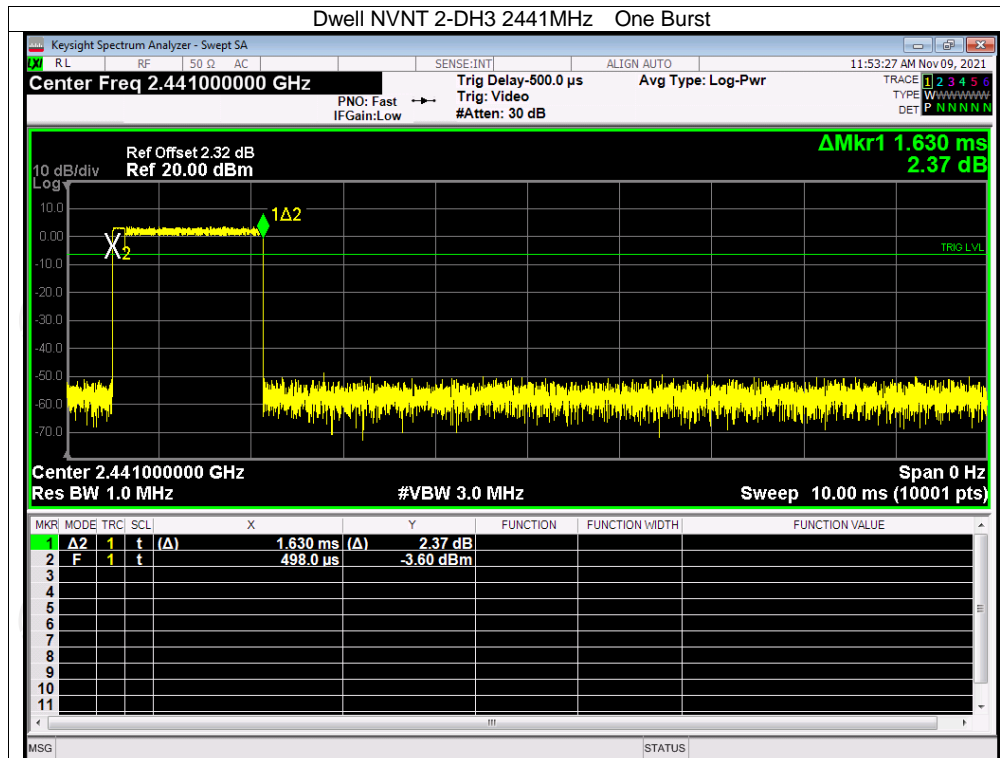 Dwell NVNT 2-DH3 2441MHz One Burst
Keysight Spectrum Analyzer - Swept SA
LXI RL RF 50 Ω AC SENSE:INT ALIGN AUTO 11:53:27 AM Nov 09, 2021
Center Freq 2.441000000 GHz
PNO: Fast
IFGain:Low
Trig Delay-500.0 µs
Trig: Video
#Atten: 30 dB
Avg Type: Log-Pwr
TRACE 1 2 3 4 5 6
TYPE WWWWWW
DET P N N N N N
ΔMkr1 1.630 ms
2.37 dB
Ref Offset 2.32 dB
10 dB/div Ref 20.00 dBm
Log
10.0
0.00
-10.0
-20.0
-30.0
-40.0
-50.0
-60.0
-70.0
1Δ2
2
TRIG LVL
Center 2.441000000 GHz Span 0 Hz
Res BW 1.0 MHz #VBW 3.0 MHz Sweep 10.00 ms (10001 pts)
MKR MODE TRC SCL X Y FUNCTION FUNCTION WIDTH FUNCTION VALUE
1 Δ2 1 t (Δ) 1.630 ms (Δ) 2.37 dB
2 F 1 t 498.0 µs -3.60 dBm
3
4
5
6
7
8
9
10
11
MSG STATUS